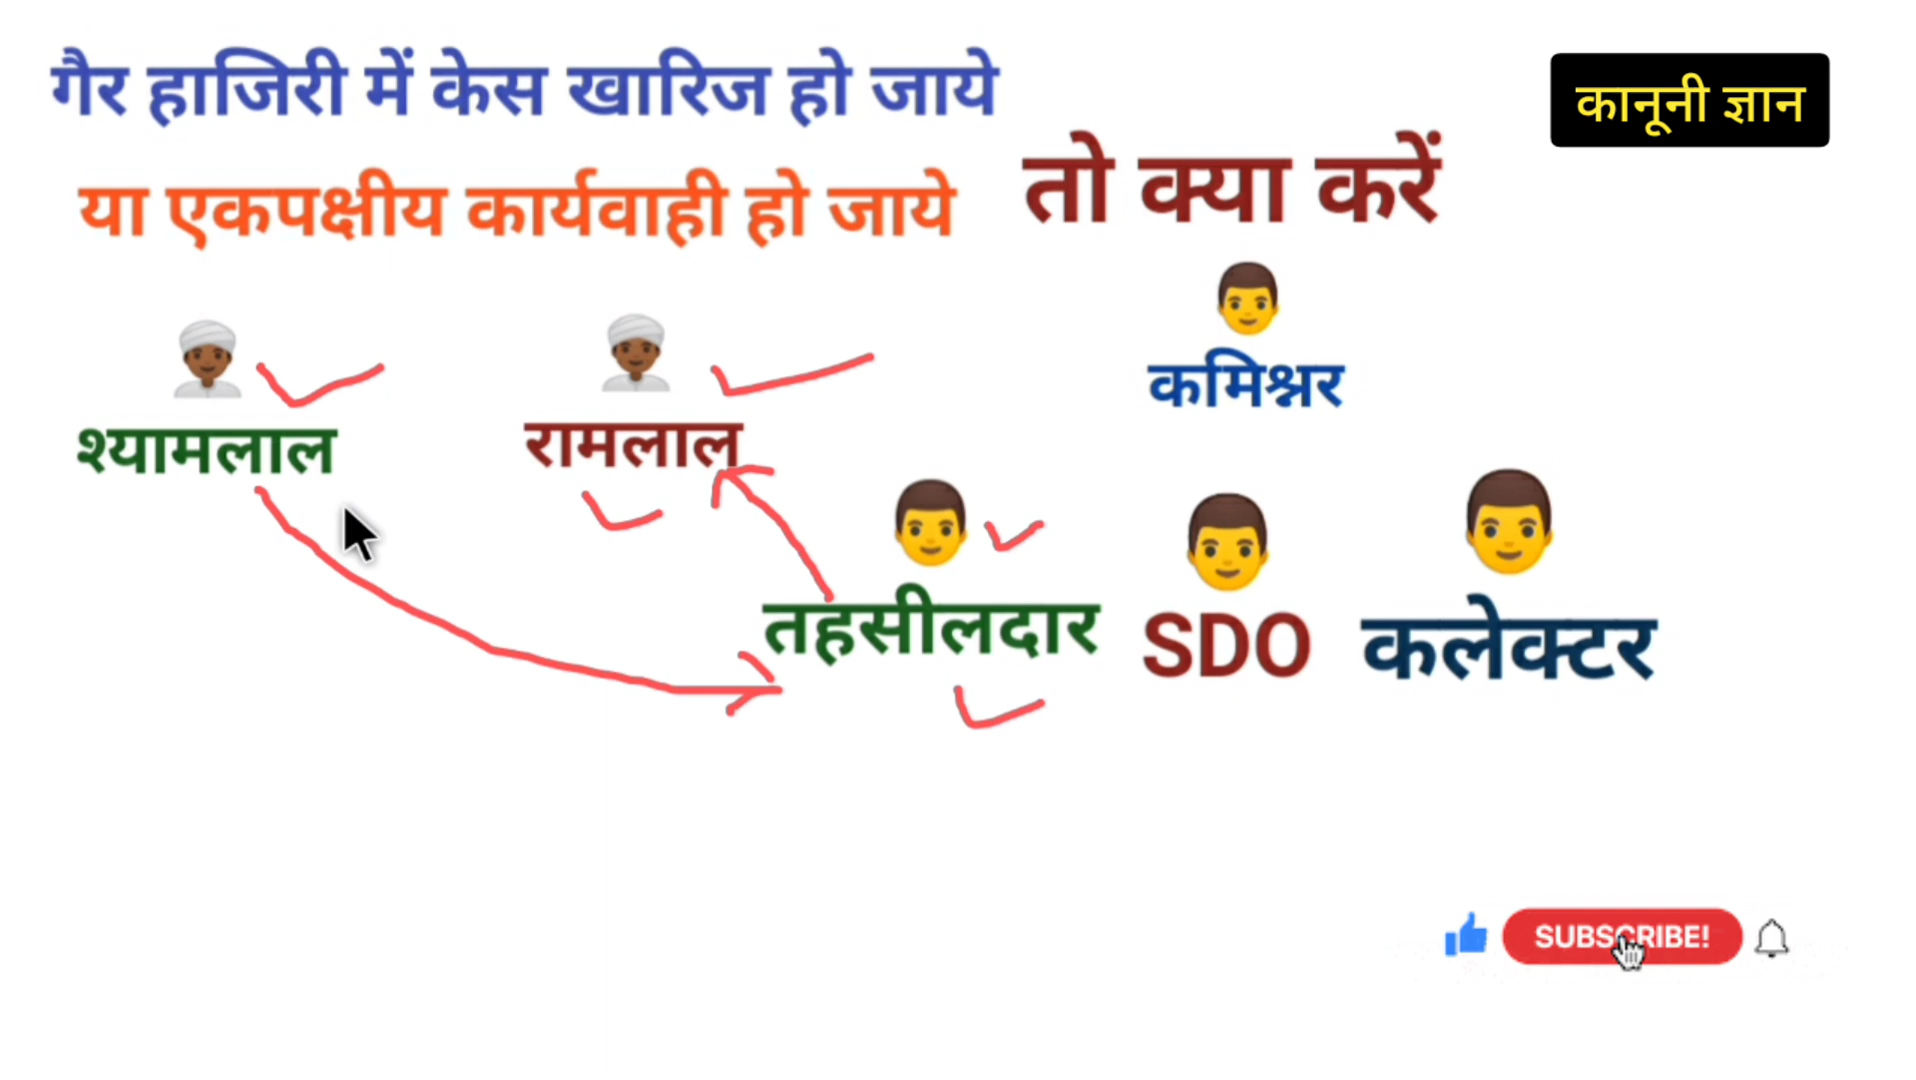 गैर हाजिरी में केस खारिज हो जाये
या एकपक्षीय कार्यवाही हो जाये
तो क्या करें
कानूनी ज्ञान
कमिश्नर
श्यामलाल
रामलाल
तहसीलदार
SDO
कलेक्टर
SUBSCRIBE!